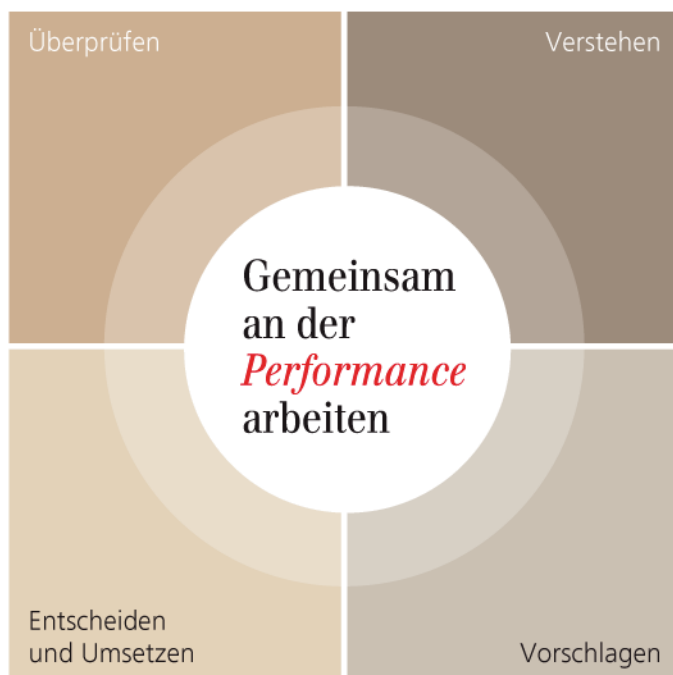 Überprüfen
Verstehen
Gemeinsam
an der
Performance
arbeiten
Entscheiden
und Umsetzen
Vorschlagen